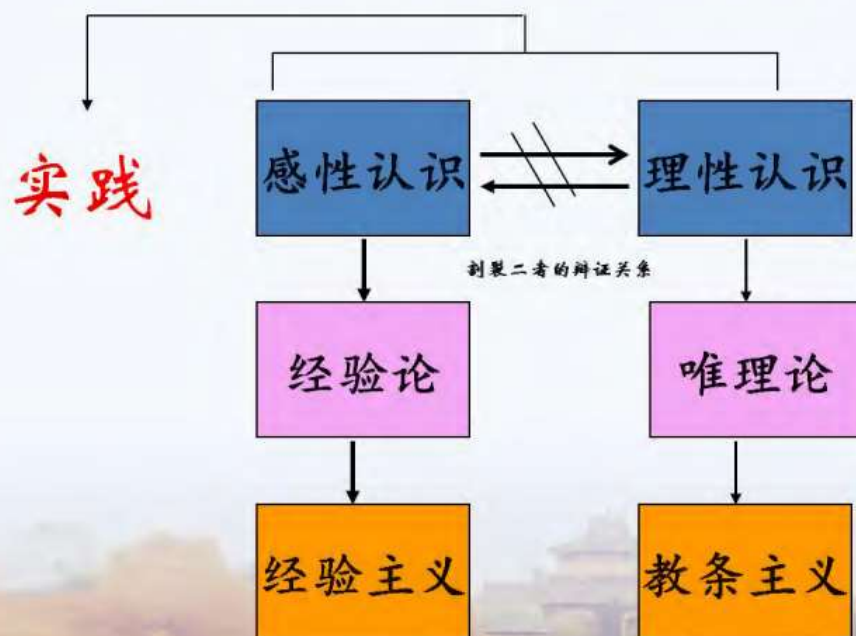 实践
感性认识
理性认识
割裂二者的辩证关系
经验论
唯理论
经验主义
教条主义